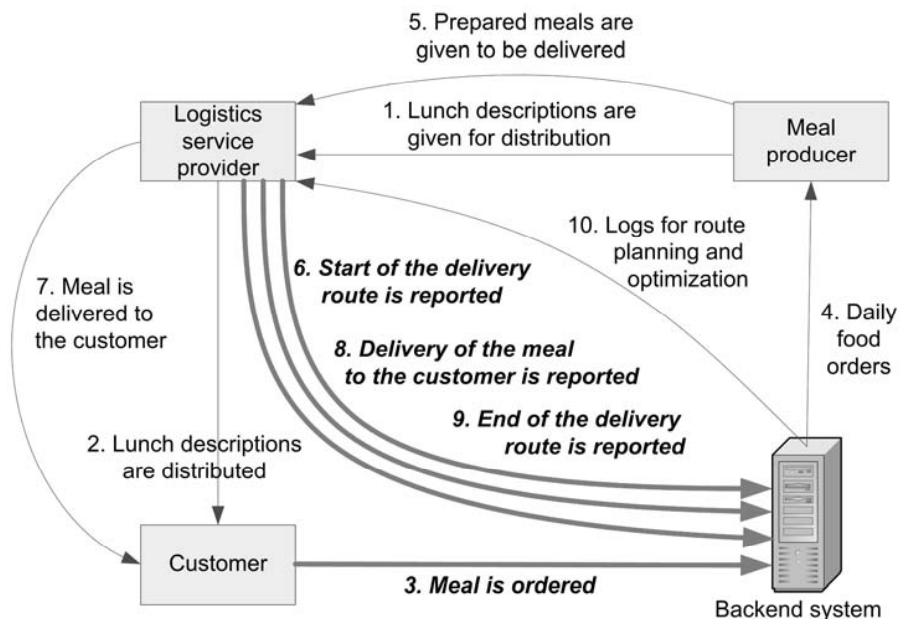 5. Prepared meals are
given to be delivered
Logistics
service
provider
1. Lunch descriptions are
given for distribution
Meal
producer
10. Logs for route
planning and
optimization
6. Start of the delivery
route is reported
7. Meal is
delivered to
the customer
4. Daily
food
orders
8. Delivery of the meal
to the customer is reported
9. End of the delivery
route is reported
2. Lunch descriptions
are distributed
Customer
3. Meal is ordered
Backend system